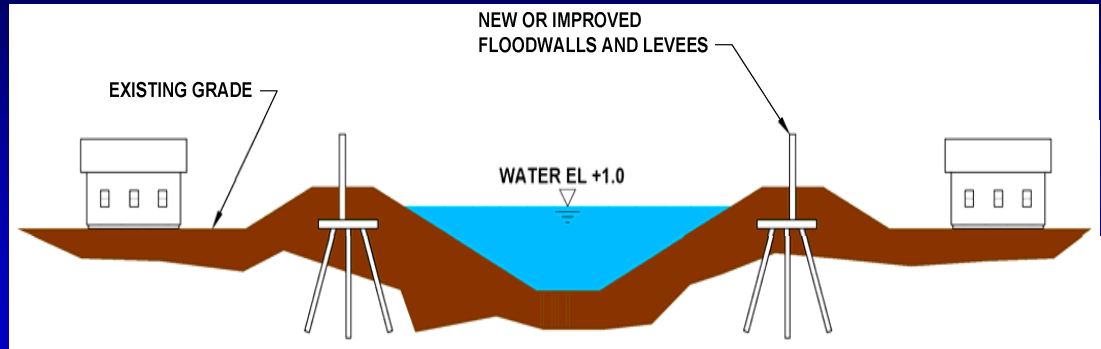 NEW OR IMPROVED
FLOODWALLS AND LEVEES
EXISTING GRADE
WATER EL +1.0